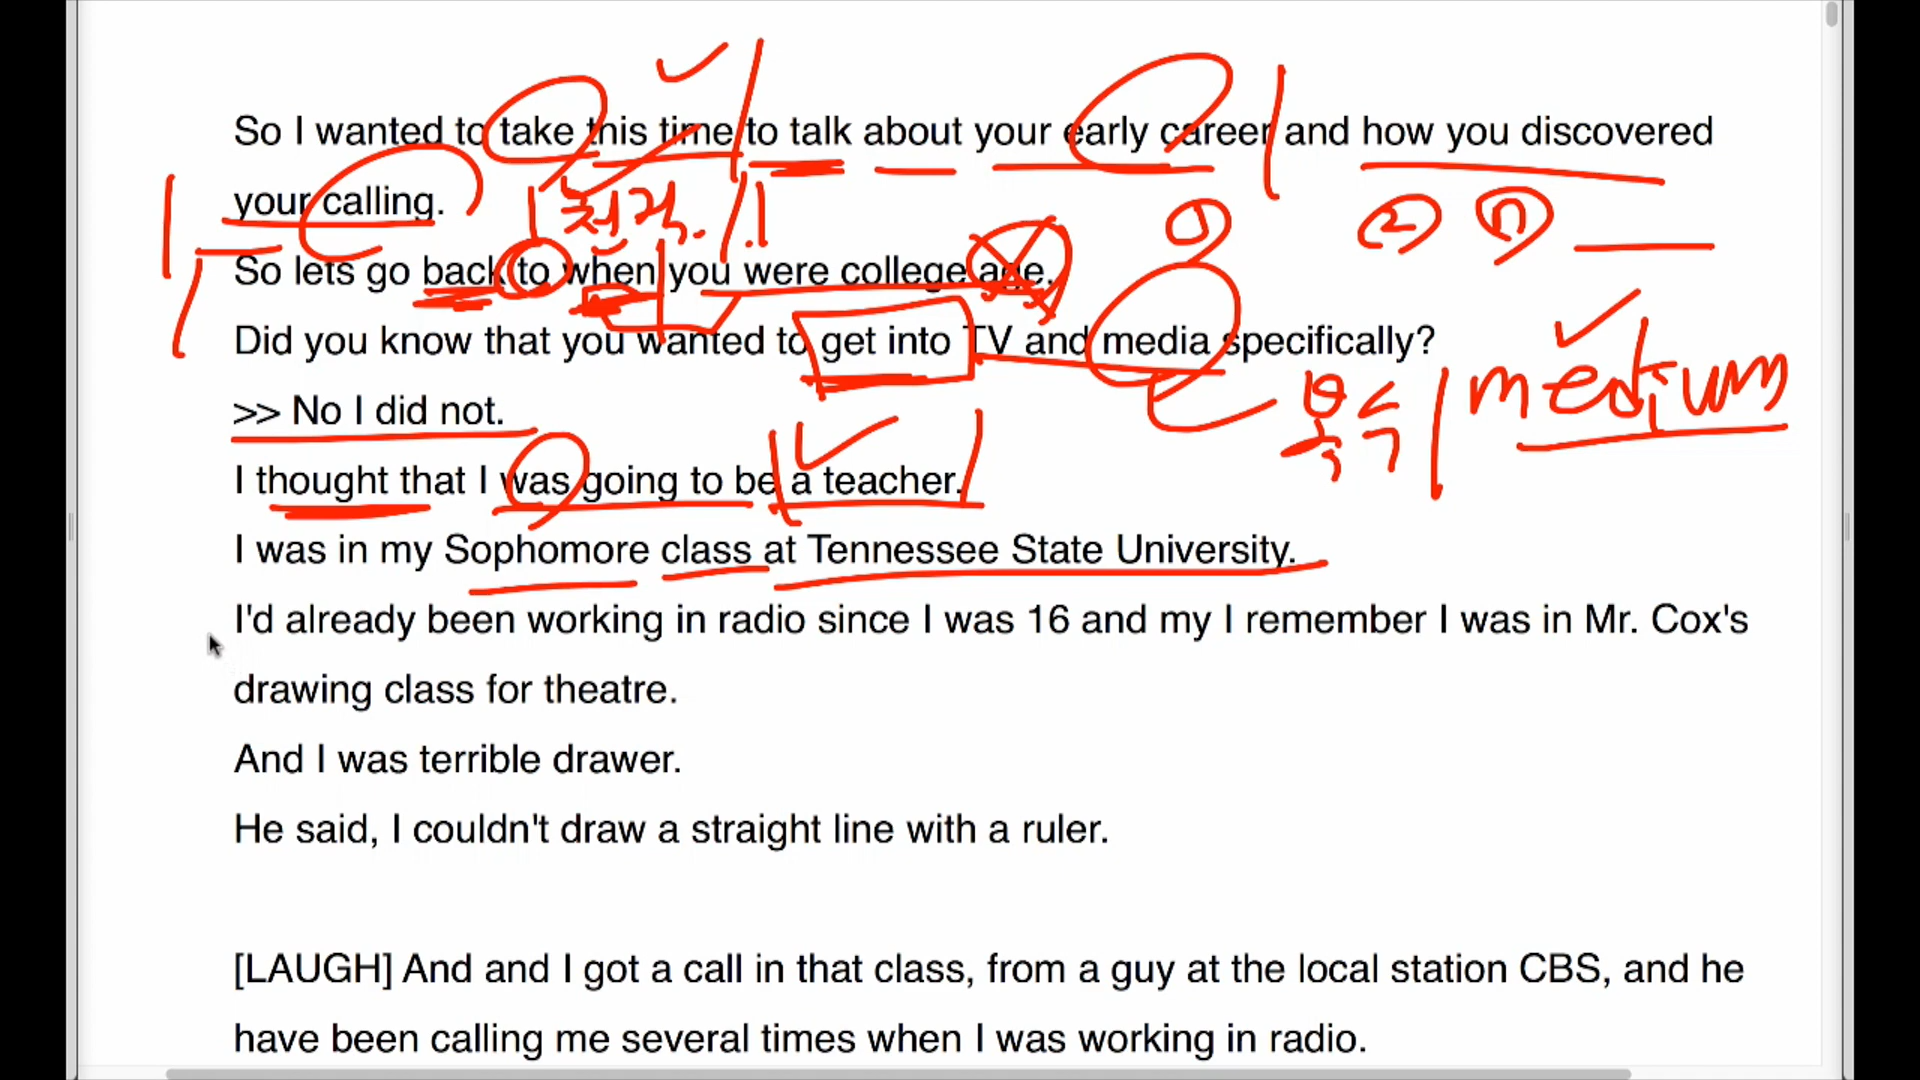 So I wanted to take this time to talk about your early career and how you discovered
your calling.
② ①
So lets go back to when you were college age.
①
Did you know that you wanted to get into TV and media specifically?
medium
>> No I did not.
복수
I thought that I was going to be a teacher.
I was in my Sophomore class at Tennessee State University.
I'd already been working in radio since I was 16 and my I remember I was in Mr. Cox's
drawing class for theatre.
And I was terrible drawer.
He said, I couldn't draw a straight line with a ruler.
[LAUGH] And and I got a call in that class, from a guy at the local station CBS, and he
have been calling me several times when I was working in radio.